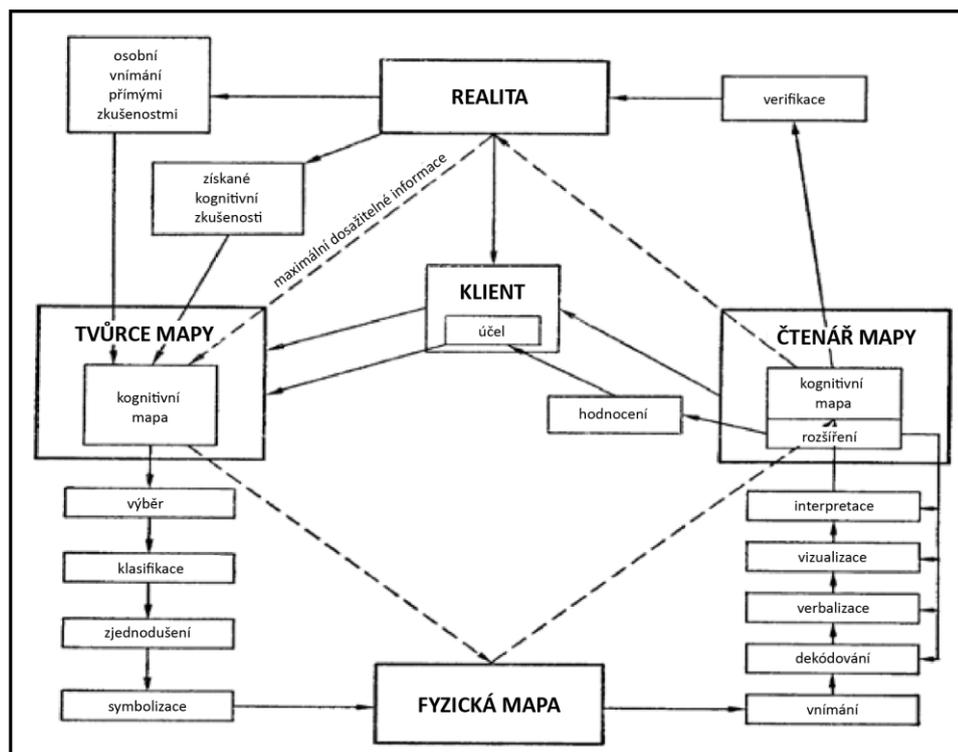 osobní
vnímání
přímými
zkušenostmi
REALITA
verifikace
získané
kognitivní
zkušenosti
maximální dosažitelné informace
KLIENT
účel
TVŮRCE MAPY
kognitivní
mapa
ČTENÁŘ MAPY
kognitivní
mapa
rozšíření
hodnocení
výběr
klasifikace
zjednodušení
symbolizace
FYZICKÁ MAPA
interpretace
vizualizace
verbalizace
dekódování
vnímání